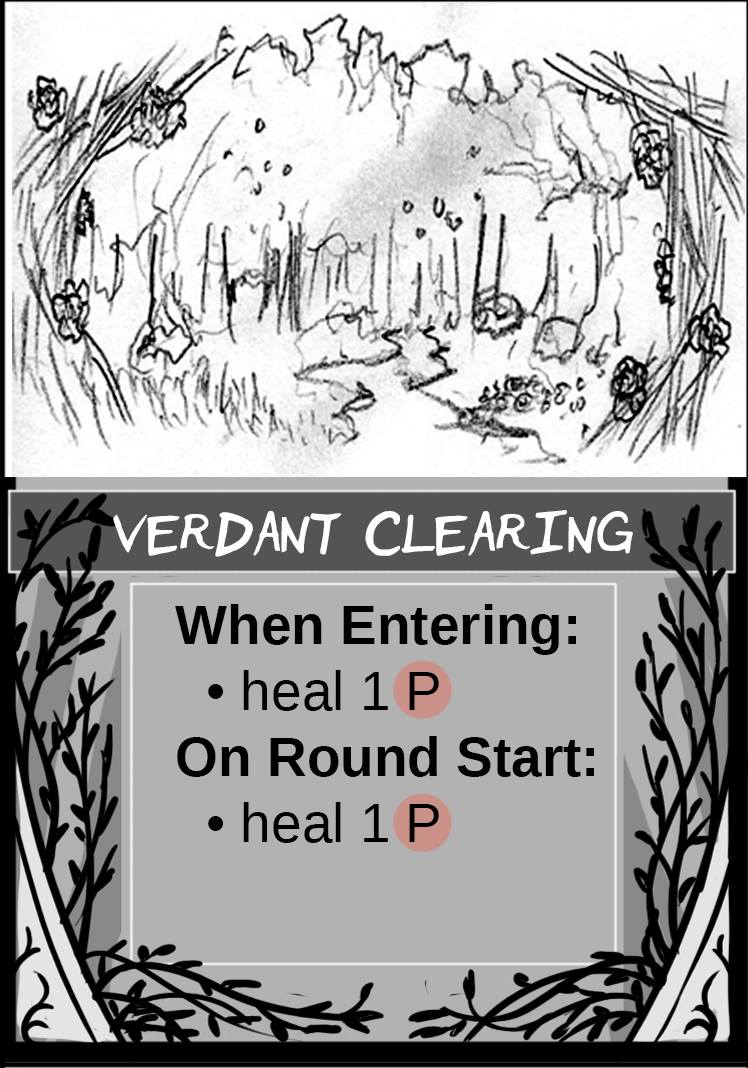 VERDANT CLEARING
When Entering:
• heal 1 P
On Round Start:
• heal 1 P